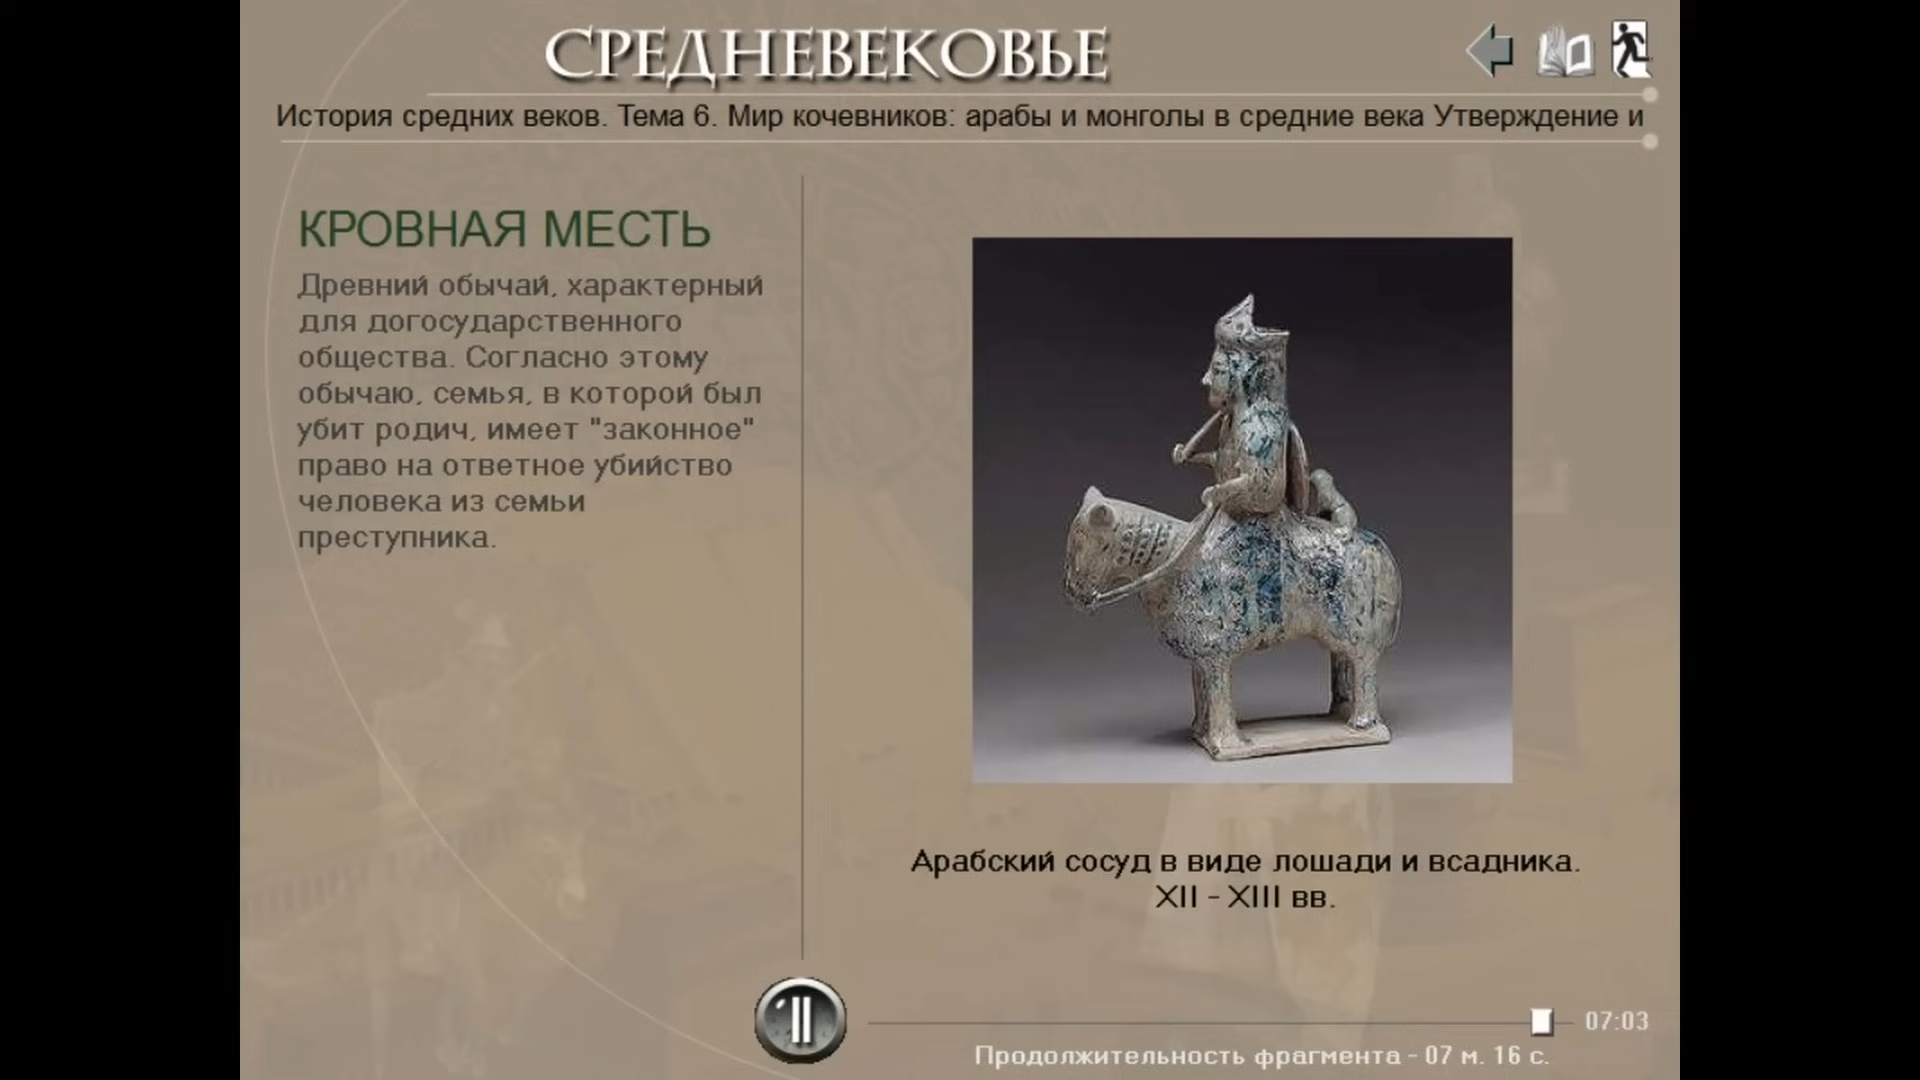 СРЕДНЕВЕКОВЬЕ
История средних веков. Тема 6. Мир кочевников: арабы и монголы в средние века Утверждение и
КРОВНАЯ МЕСТЬ
Древний обычай, характерный
для догосударственного
общества. Согласно этому
обычаю, семья, в которой был
убит родич, имеет "законное"
право на ответное убийство
человека из семьи
преступника.
Арабский сосуд в виде лошади и всадника.
XII - XIII вв.
07:03
Продолжительность фрагмента - 07 м. 16 с.